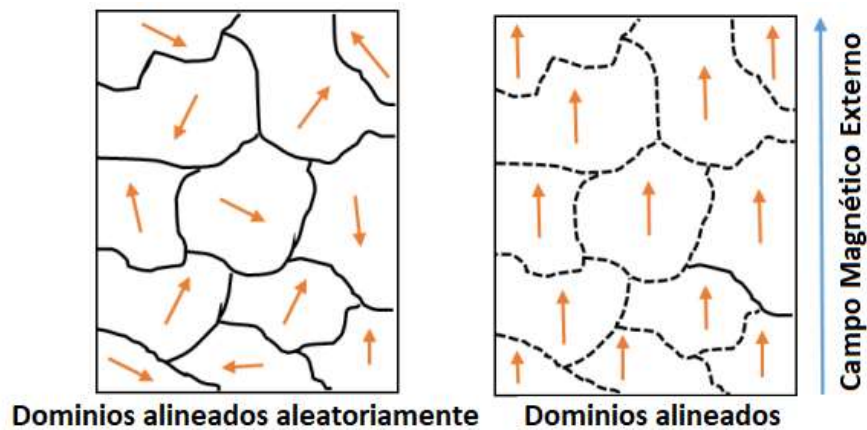 Dominios alineados aleatoriamente
Dominios alineados
Campo Magnético Externo